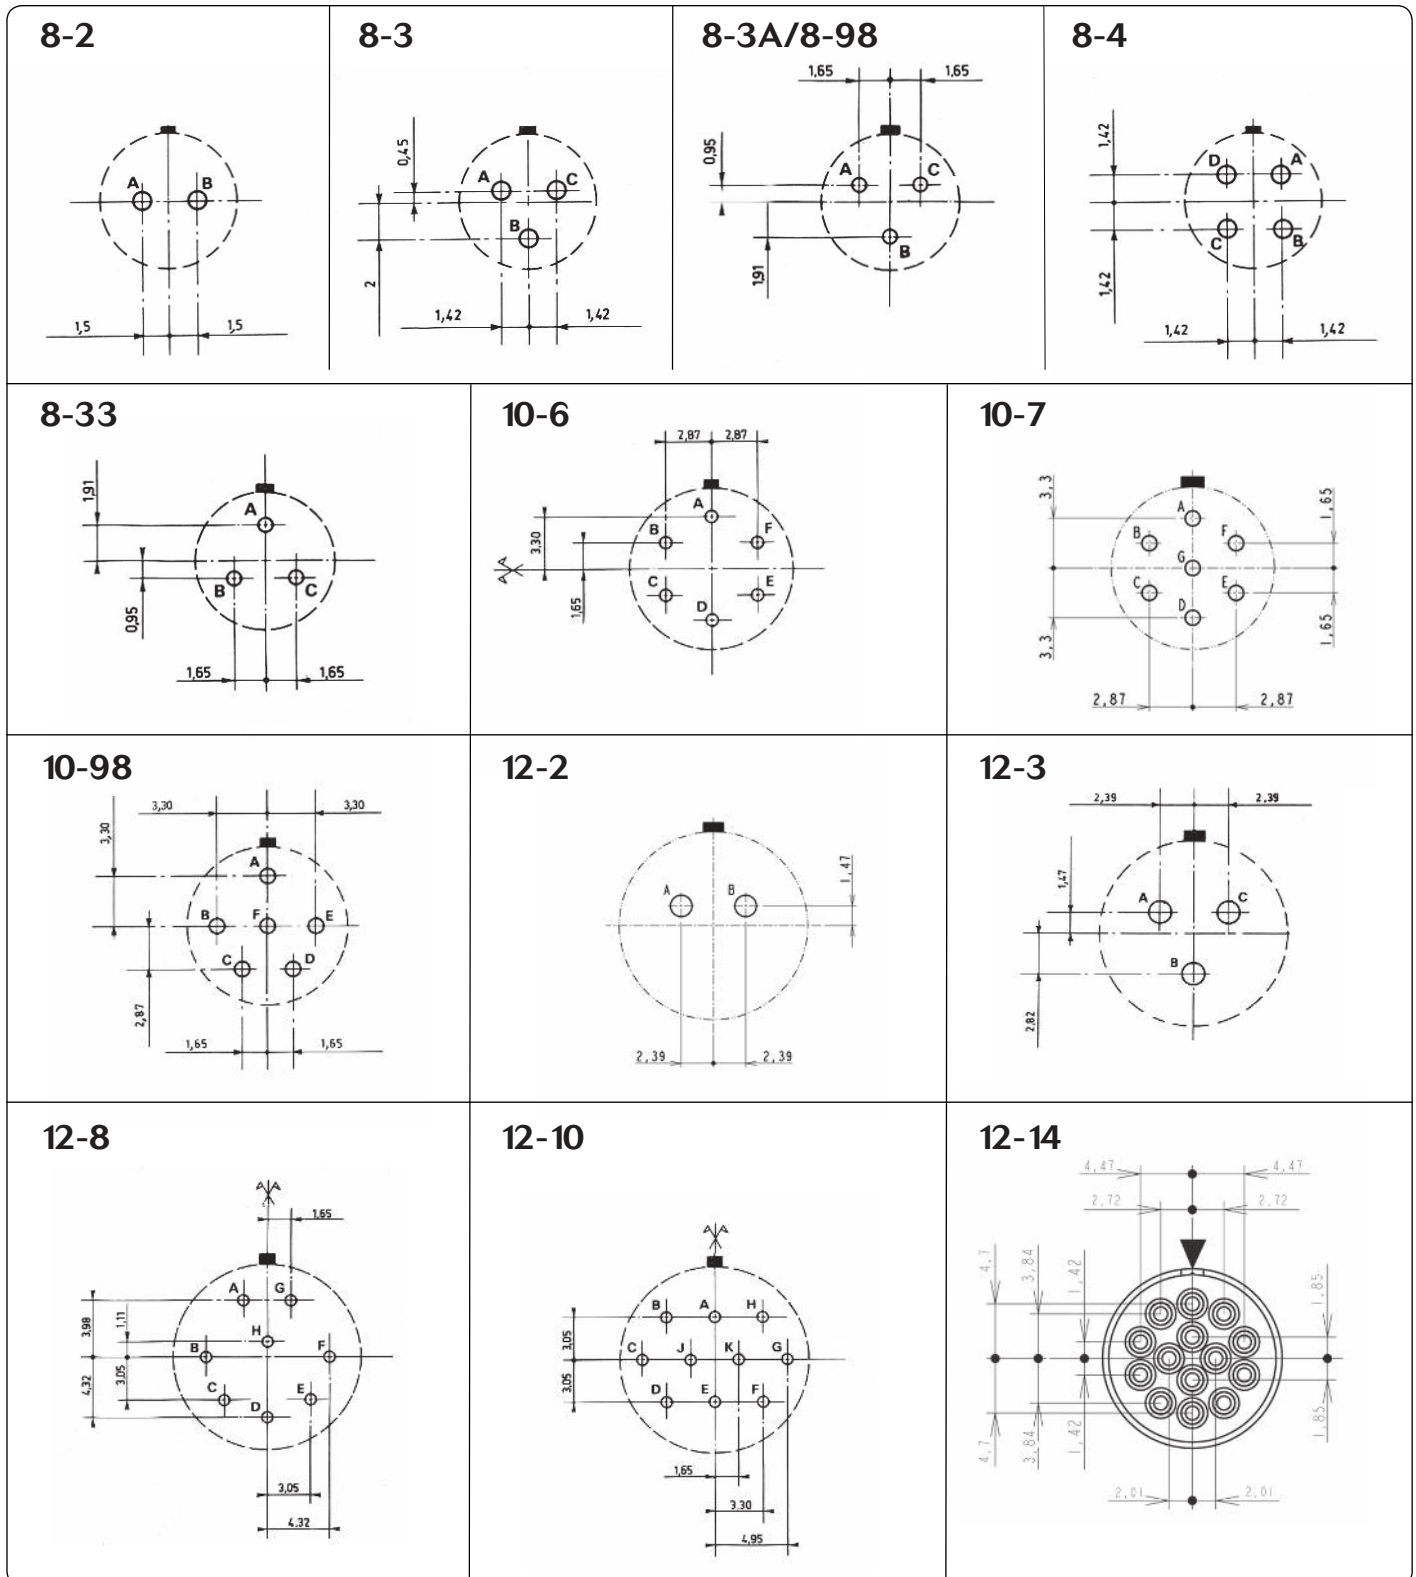 8-2
A
B
1,5
1,5
8-3
0,45
A
C
B
2
1,42
1,42
8-3A/8-98
1,65
1,65
0,95
A
C
B
1,91
8-4
1,42
D
A
C
B
1,42
1,42
1,42
8-33
1,91
A
B
C
0,95
1,65
1,65
10-6
2,87
2,87
A
B
F
3,30
A
A
C
E
1,65
D
10-7
3,3
1,65
A
B
F
G
C
E
D
3,3
1,65
2,87
2,87
10-98
3,30
3,30
3,30
A
B
F
E
C
D
2,87
1,65
1,65
12-2
A
B
1,47
2,39
2,39
12-3
2,39
2,39
1,47
A
C
B
2,82
12-8
A
A
1,65
A
G
3,98
1,11
H
B
F
4,32
3,05
C
E
D
3,05
4,32
12-10
A
A
B
A
H
3,05
C
J
K
G
3,05
D
E
F
1,65
3,30
4,95
12-14
4,47
4,47
2,72
2,72
4,7
3,84
1,42
1,85
4,7
3,84
1,42
1,85
2,01
2,01